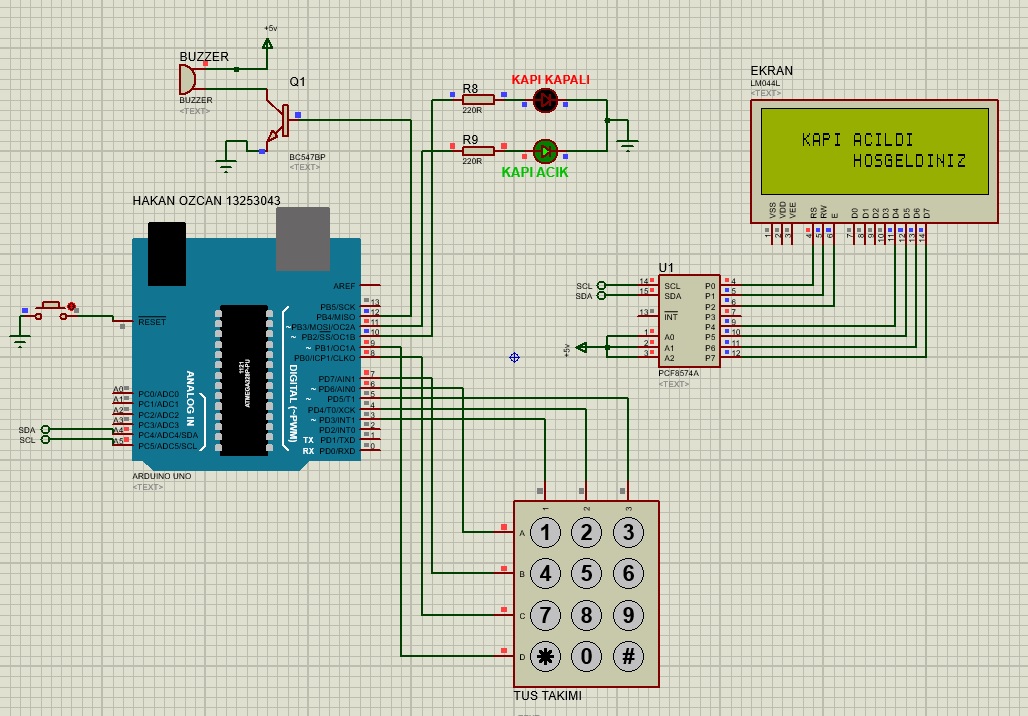 +5v
BUZZER
BUZZER
<TEXT>
Q1
BC547BP
<TEXT>
R8
220R
KAPI KAPALI
R9
220R
KAPI ACIK
EKRAN
LM044L
<TEXT>
KAPI ACILDI
HOSGELDINIZ
VSS
VDD
VEE
RS
RW
E
D0
D1
D2
D3
D4
D5
D6
D7
1
2
3
4
5
6
7
8
9
10
11
12
13
14
HAKAN OZCAN 13253043
RESET
AREF
PB5/SCK
13
PB4/MISO
12
~PB3/MOSI/OC2A
11
~ PB2/SS/OC1B
10
~ PB1/OC1A
9
PB0/ICP1/CLKO
8
PD7/AIN1
7
~ PD6/AIN0
6
~ PD5/T1
5
PD4/T0/XCK
4
~ PD3/INT1
3
PD2/INT0
2
TX PD1/TXD
1
RX PD0/RXD
0
DIGITAL (~PWM)
ANALOG IN
1121
ATMEGA328P-PU
A0
PC0/ADC0
A1
PC1/ADC1
A2
PC2/ADC2
A3
PC3/ADC3
SDA
A4
PC4/ADC4/SDA
SCL
A5
PC5/ADC5/SCL
ARDUINO UNO
<TEXT>
U1
SCL
14
SCL
SDA
15
SDA
13
INT
1
A0
2
A1
3
A2
+5v
P0
4
P1
5
P2
6
P3
7
P4
9
P5
10
P6
11
P7
12
PCF8574A
<TEXT>
1
2
3
A
1
2
3
B
4
5
6
C
7
8
9
D
*
0
#
TUS TAKIMI